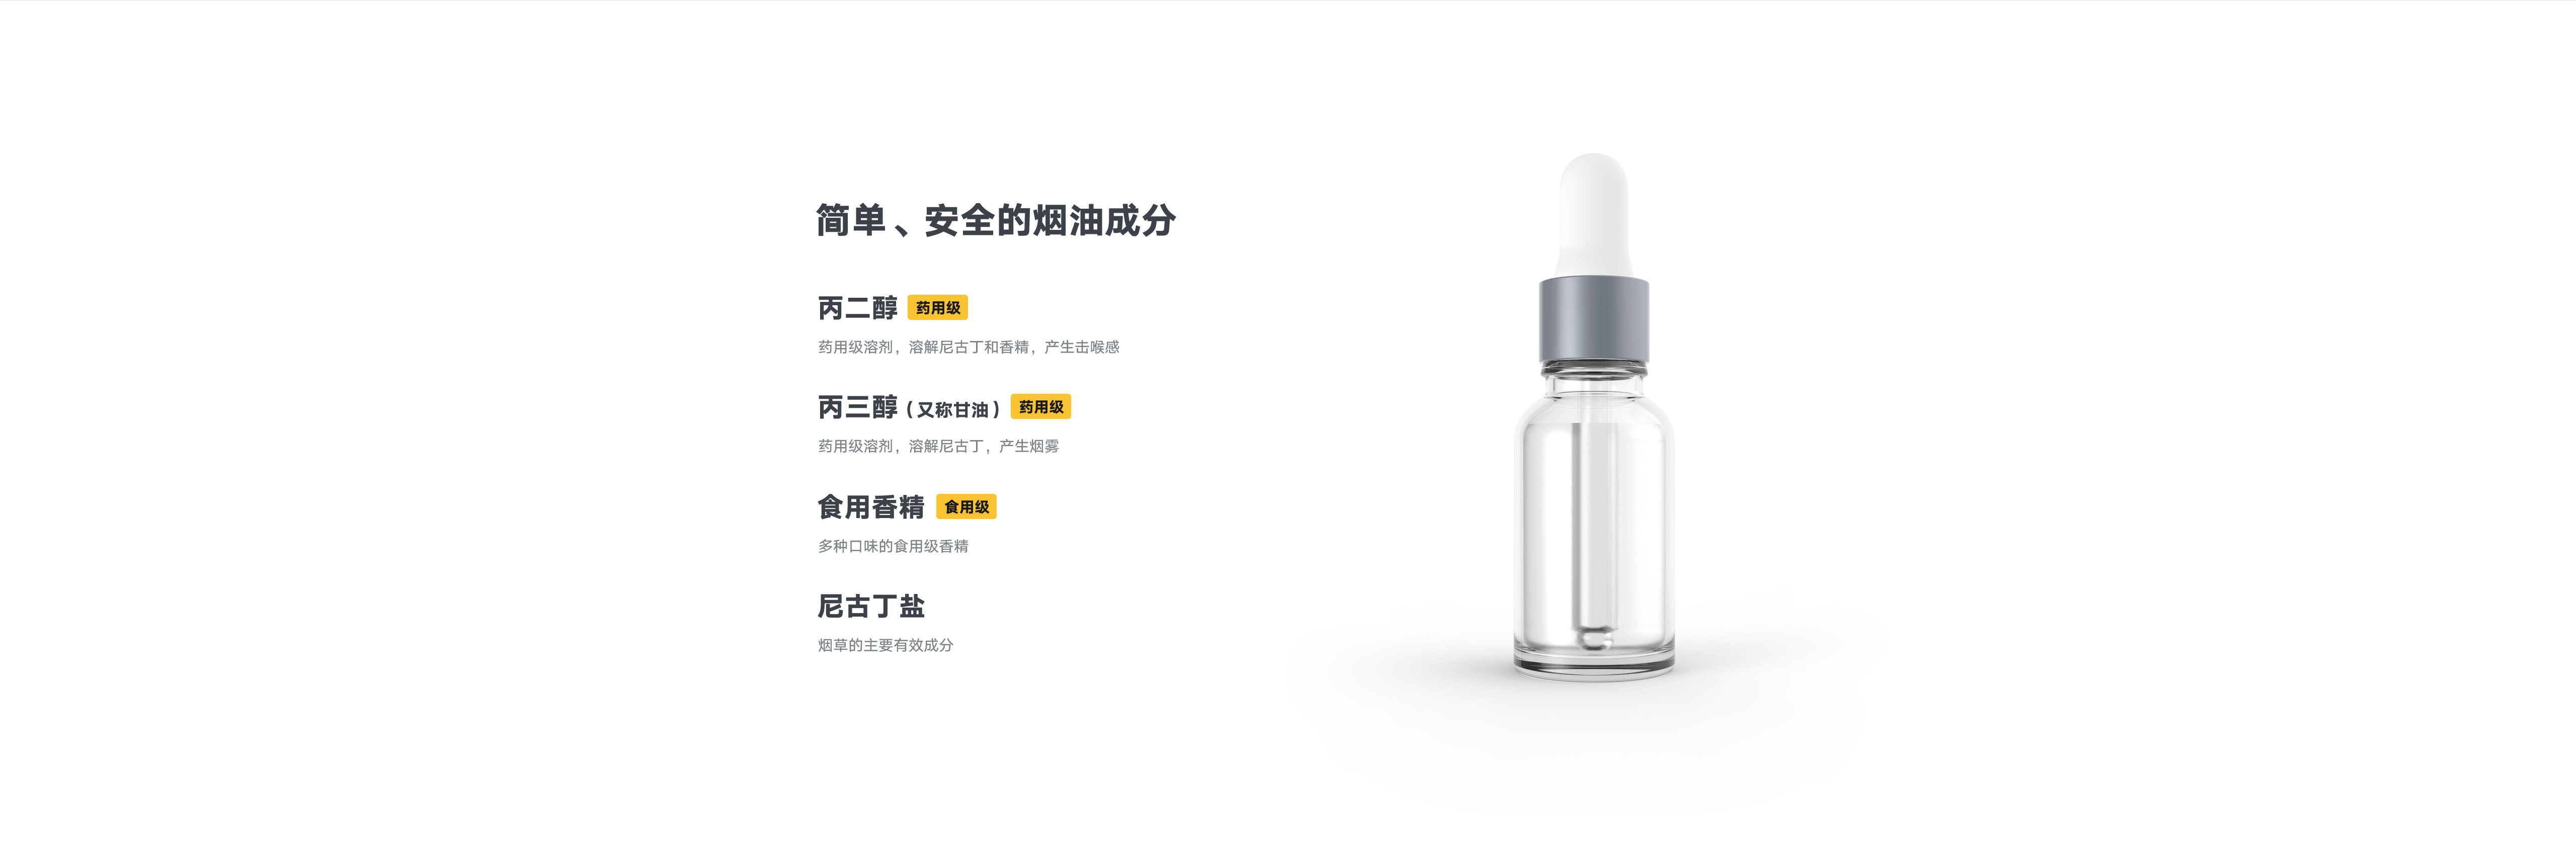 简单、安全的烟油成分
丙二醇 药用级
药用级溶剂，溶解尼古丁和香精，产生击喉感
丙三醇（又称甘油） 药用级
药用级溶剂，溶解尼古丁，产生烟雾
食用香精 食用级
多种口味的食用级香精
尼古丁盐
烟草的主要有效成分